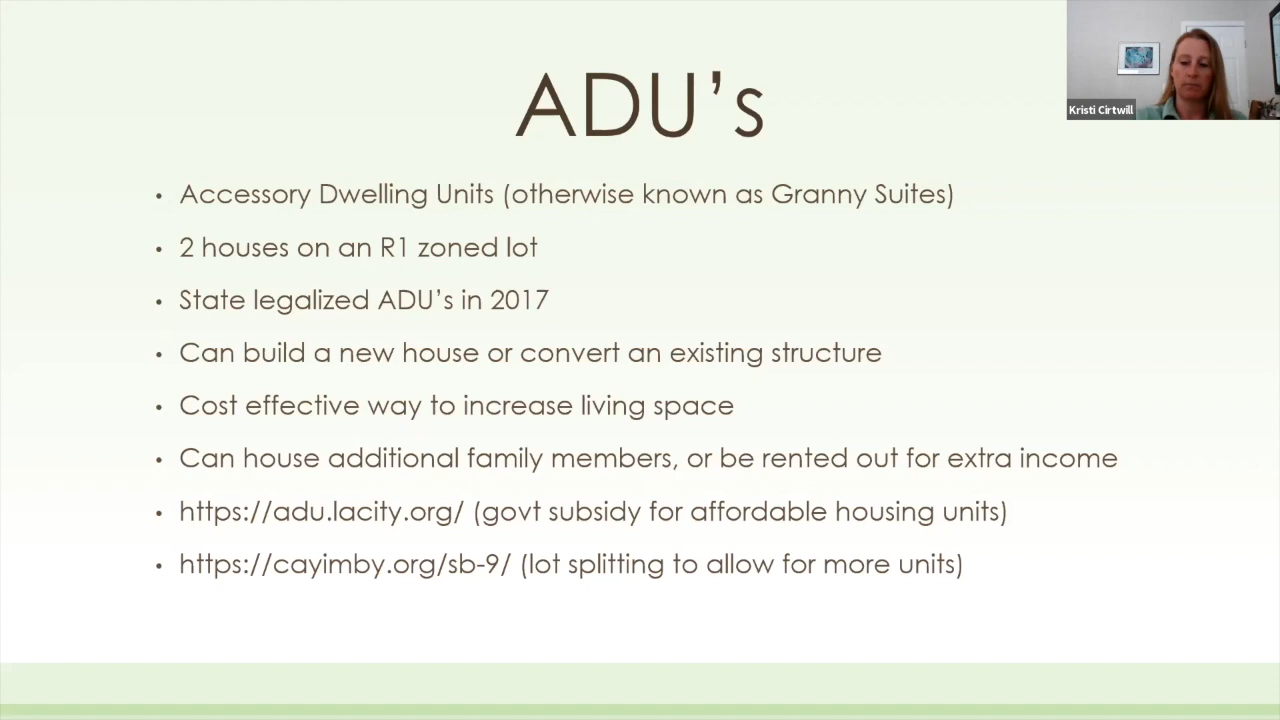 ADU’s
Kristi Cirtwill
• Accessory Dwelling Units (otherwise known as Granny Suites)
• 2 houses on an R1 zoned lot
• State legalized ADU’s in 2017
• Can build a new house or convert an existing structure
• Cost effective way to increase living space
• Can house additional family members, or be rented out for extra income
• https://adu.lacity.org/ (govt subsidy for affordable housing units)
• https://cayimby.org/sb-9/ (lot splitting to allow for more units)